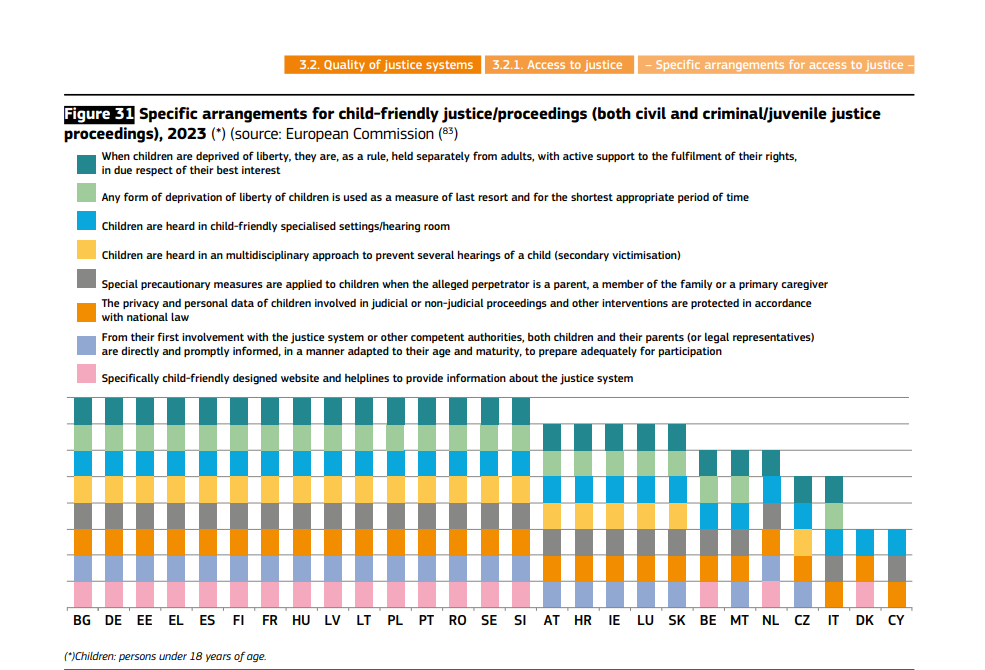 3.2. Quality of justice systems 3.2.1. Access to justice – Specific arrangements for access to justice –
Figure 31 Specific arrangements for child-friendly justice/proceedings (both civil and criminal/juvenile justice
proceedings), 2023 (*) (source: European Commission (⁸³)
When children are deprived of liberty, they are, as a rule, held separately from adults, with active support to the fulfilment of their rights,
in due respect of their best interest
Any form of deprivation of liberty of children is used as a measure of last resort and for the shortest appropriate period of time
Children are heard in child-friendly specialised settings/hearing room
Children are heard in an multidisciplinary approach to prevent several hearings of a child (secondary victimisation)
Special precautionary measures are applied to children when the alleged perpetrator is a parent, a member of the family or a primary caregiver
The privacy and personal data of children involved in judicial or non-judicial proceedings and other interventions are protected in accordance
with national law
From their first involvement with the justice system or other competent authorities, both children and their parents (or legal representatives)
are directly and promptly informed, in a manner adapted to their age and maturity, to prepare adequately for participation
Specifically child-friendly designed website and helplines to provide information about the justice system
BG DE EE EL ES FI FR HU LV LT PL PT RO SE SI AT HR IE LU SK BE MT NL CZ IT DK CY
(*)Children: persons under 18 years of age.